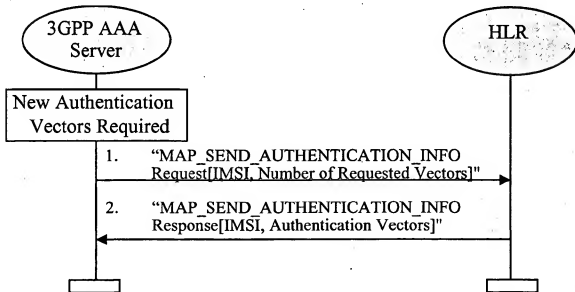 3GPP AAA
Server
HLR
New Authentication
Vectors Required
1. “MAP_SEND_AUTHENTICATION_INFO
Request[IMSI, Number of Requested Vectors]"
2. “MAP_SEND_AUTHENTICATION_INFO
Response[IMSI, Authentication Vectors]"